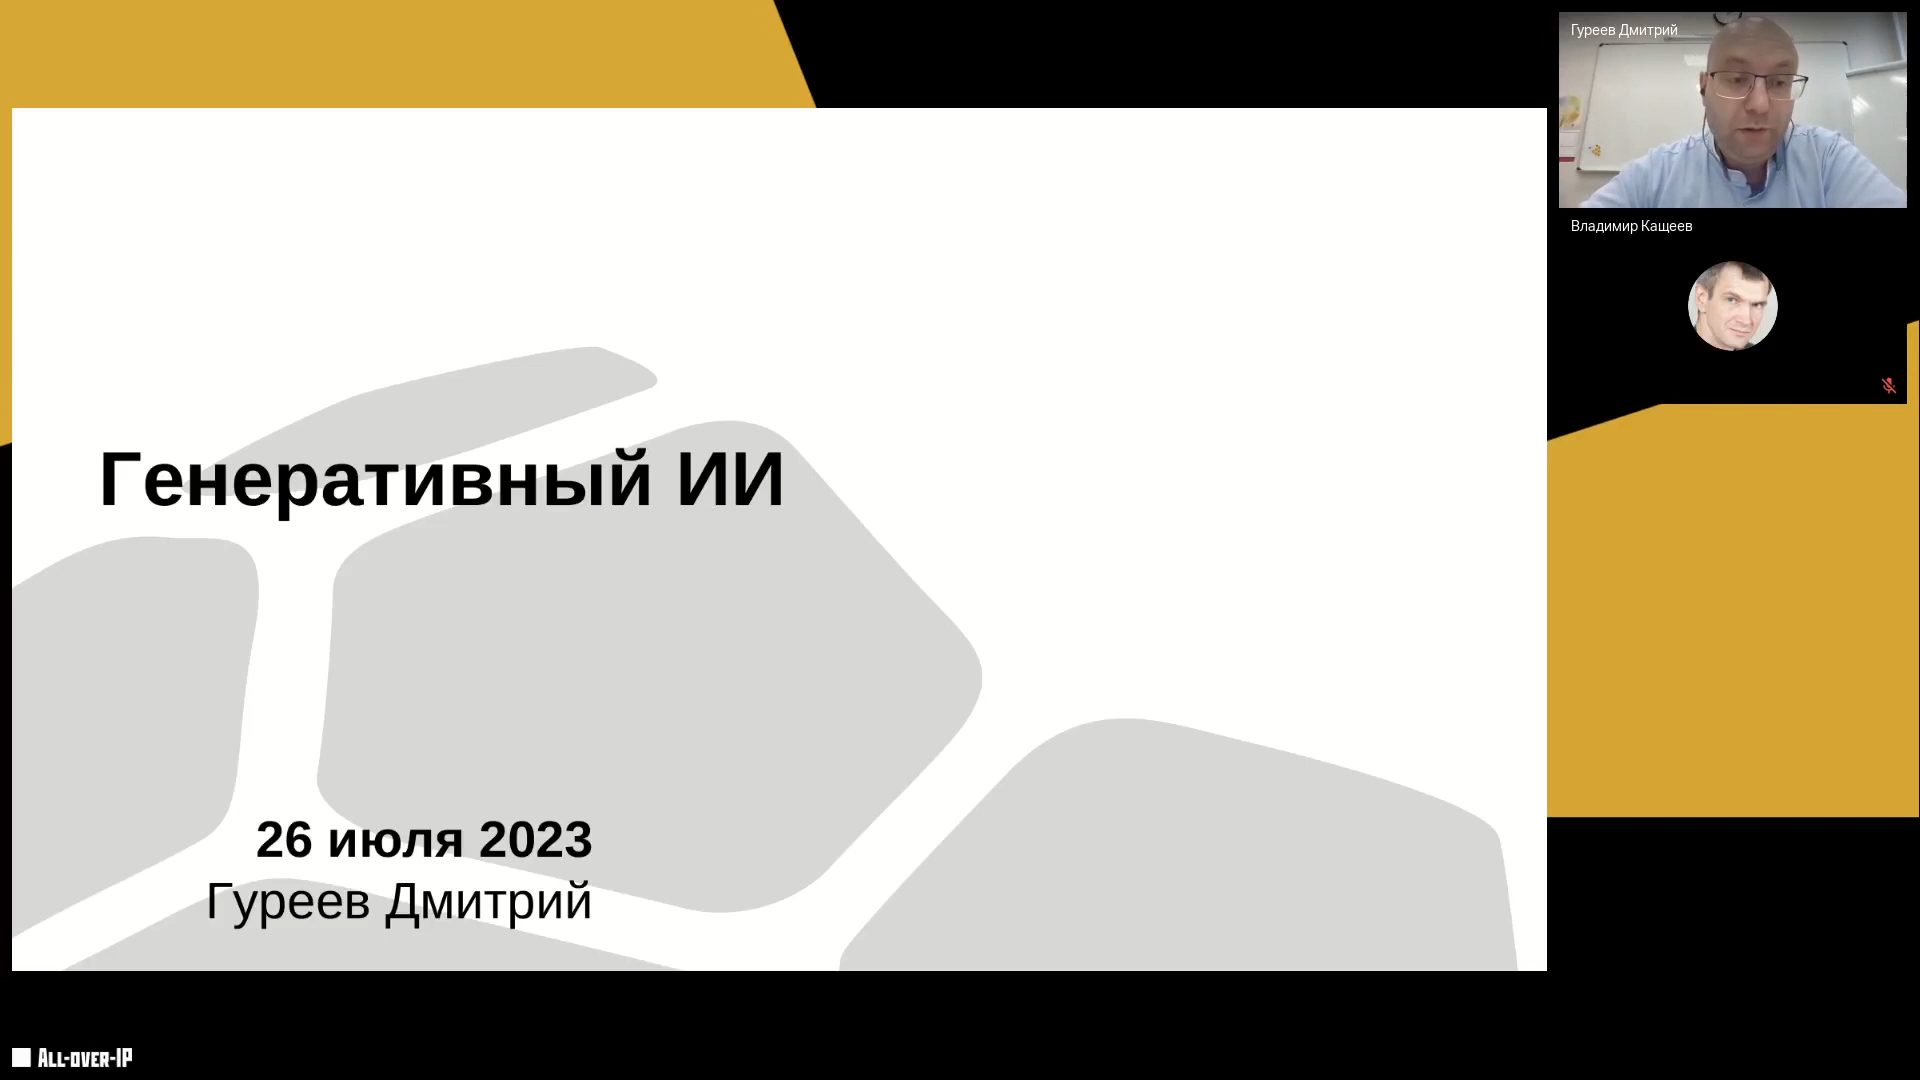 Гуреев Дмитрий
Владимир Кащеев
Генеративный ИИ
26 июля 2023
Гуреев Дмитрий
ALL-OVER-IP